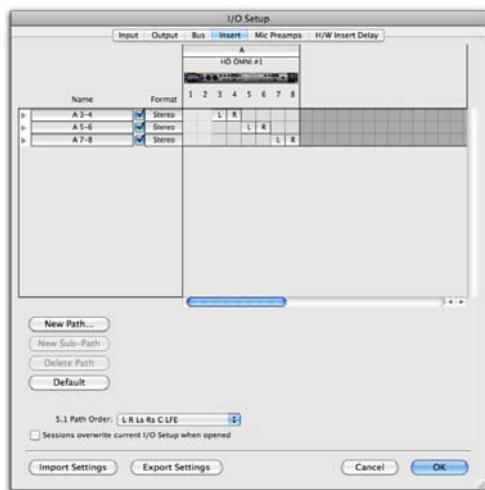 I/O Setup
Input Output Bus Insert Mic Preamps H/W Insert Delay
A
HD OMNI #1
Name Format 1 2 3 4 5 6 7 8
A 3-4 Stereo L R
A 5-6 Stereo L R
A 7-8 Stereo L R
New Path...
New Sub-Path
Delete Path
Default
5.1 Path Order: L R Ls Rs C LFE
Sessions overwrite current I/O Setup when opened
Import Settings Export Settings Cancel OK